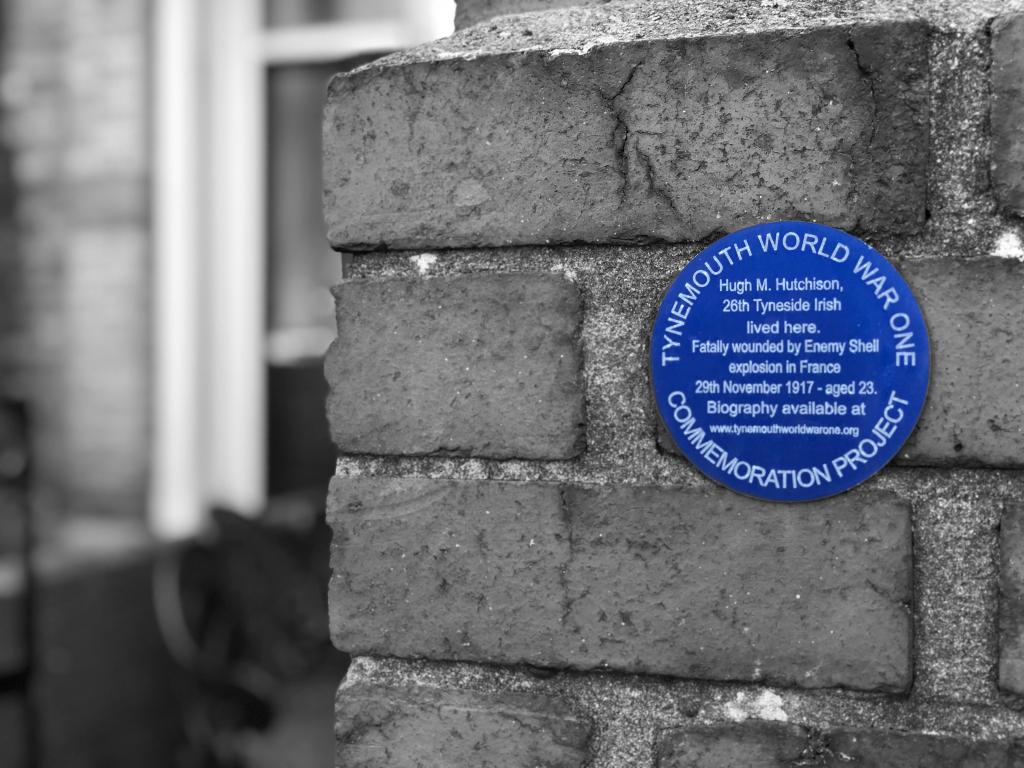 TYNEMOUTH WORLD WAR ONE
Hugh M. Hutchison,
26th Tyneside Irish
lived here.
Fatally wounded by Enemy Shell
explosion in France
29th November 1917 - aged 23.
Biography available at
www.tynemouthworldwarone.org
COMMEMORATION PROJECT